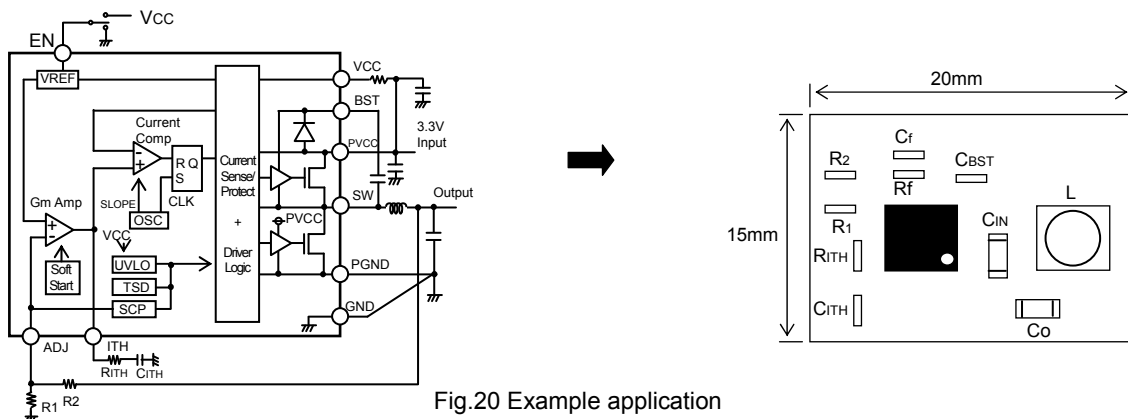 VCC
EN
VREF
VCC
BST
Current
Comp
3.3V
Input
PVCC
R Q
S
Current
Sense/
Protect
+
Driver
Logic
CLK
SLOPE
OSC
Gm Amp
SW
Output
PVCC
VCC
UVLO
Soft
Start
TSD
SCP
PGND
GND
ADJ
ITH
RITH
CITH
R1
R2
20mm
15mm
Cf
R2
Rf
CBST
R1
CIN
L
RITH
CITH
Co
Fig.20 Example application